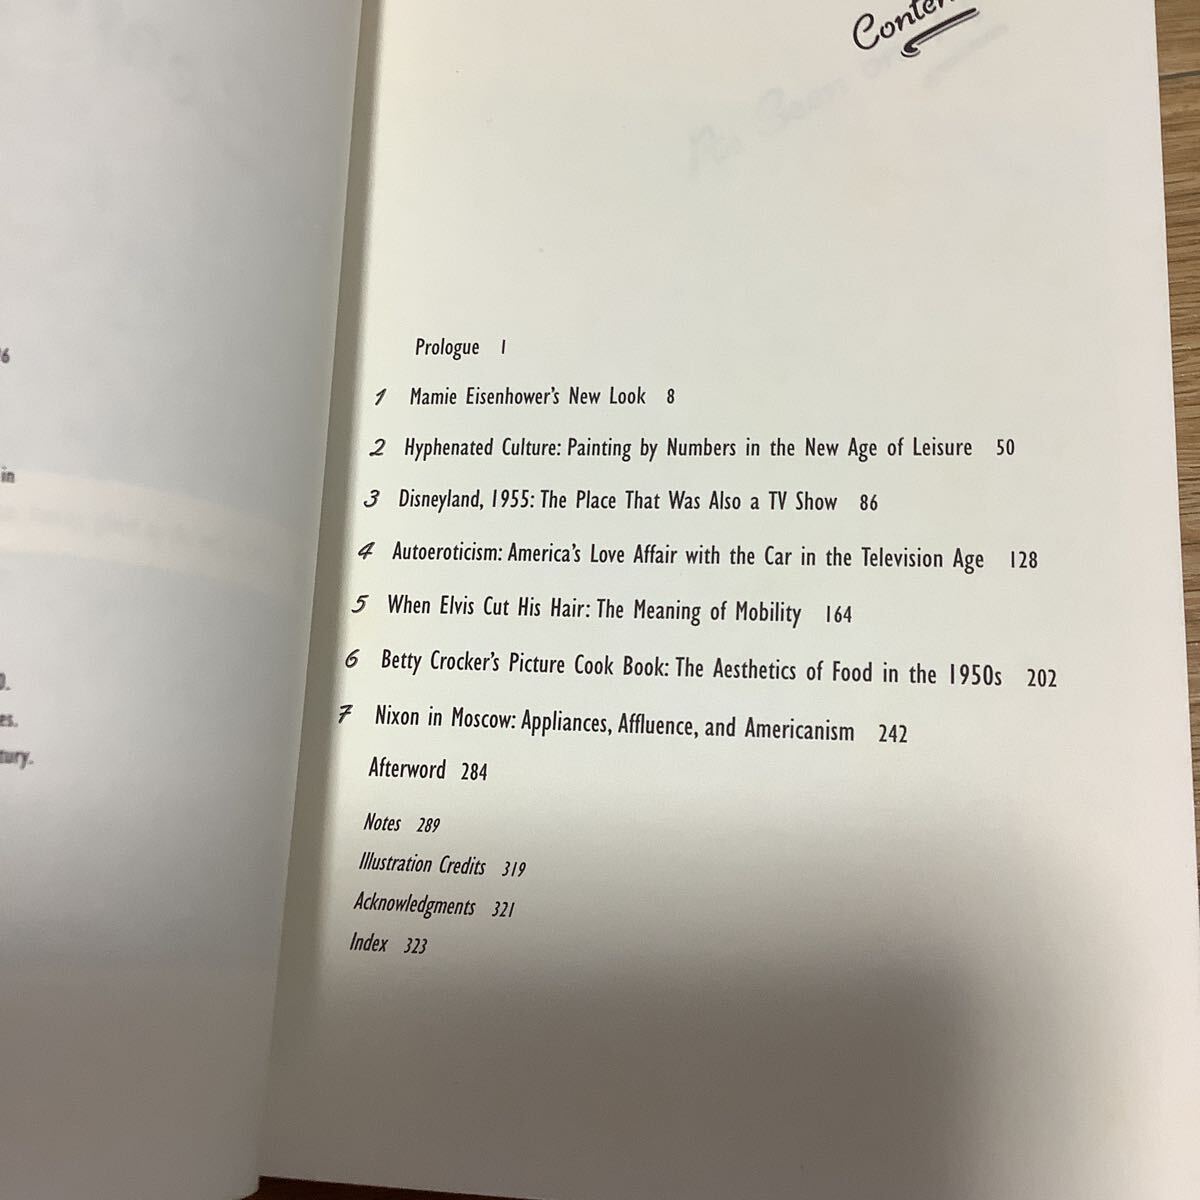 Prologue 1
1 Mamie Eisenhower's New Look 8
2 Hyphenated Culture: Painting by Numbers in the New Age of Leisure 50
3 Disneyland, 1955: The Place That Was Also a TV Show 86
4 Autoeroticism: America's Love Affair with the Car in the Television Age 128
5 When Elvis Cut His Hair: The Meaning of Mobility 164
6 Betty Crocker's Picture Cook Book: The Aesthetics of Food in the 1950s 202
7 Nixon in Moscow: Appliances, Affluence, and Americanism 242
Afterword 284
Notes 289
Illustration Credits 319
Acknowledgments 321
Index 323
in